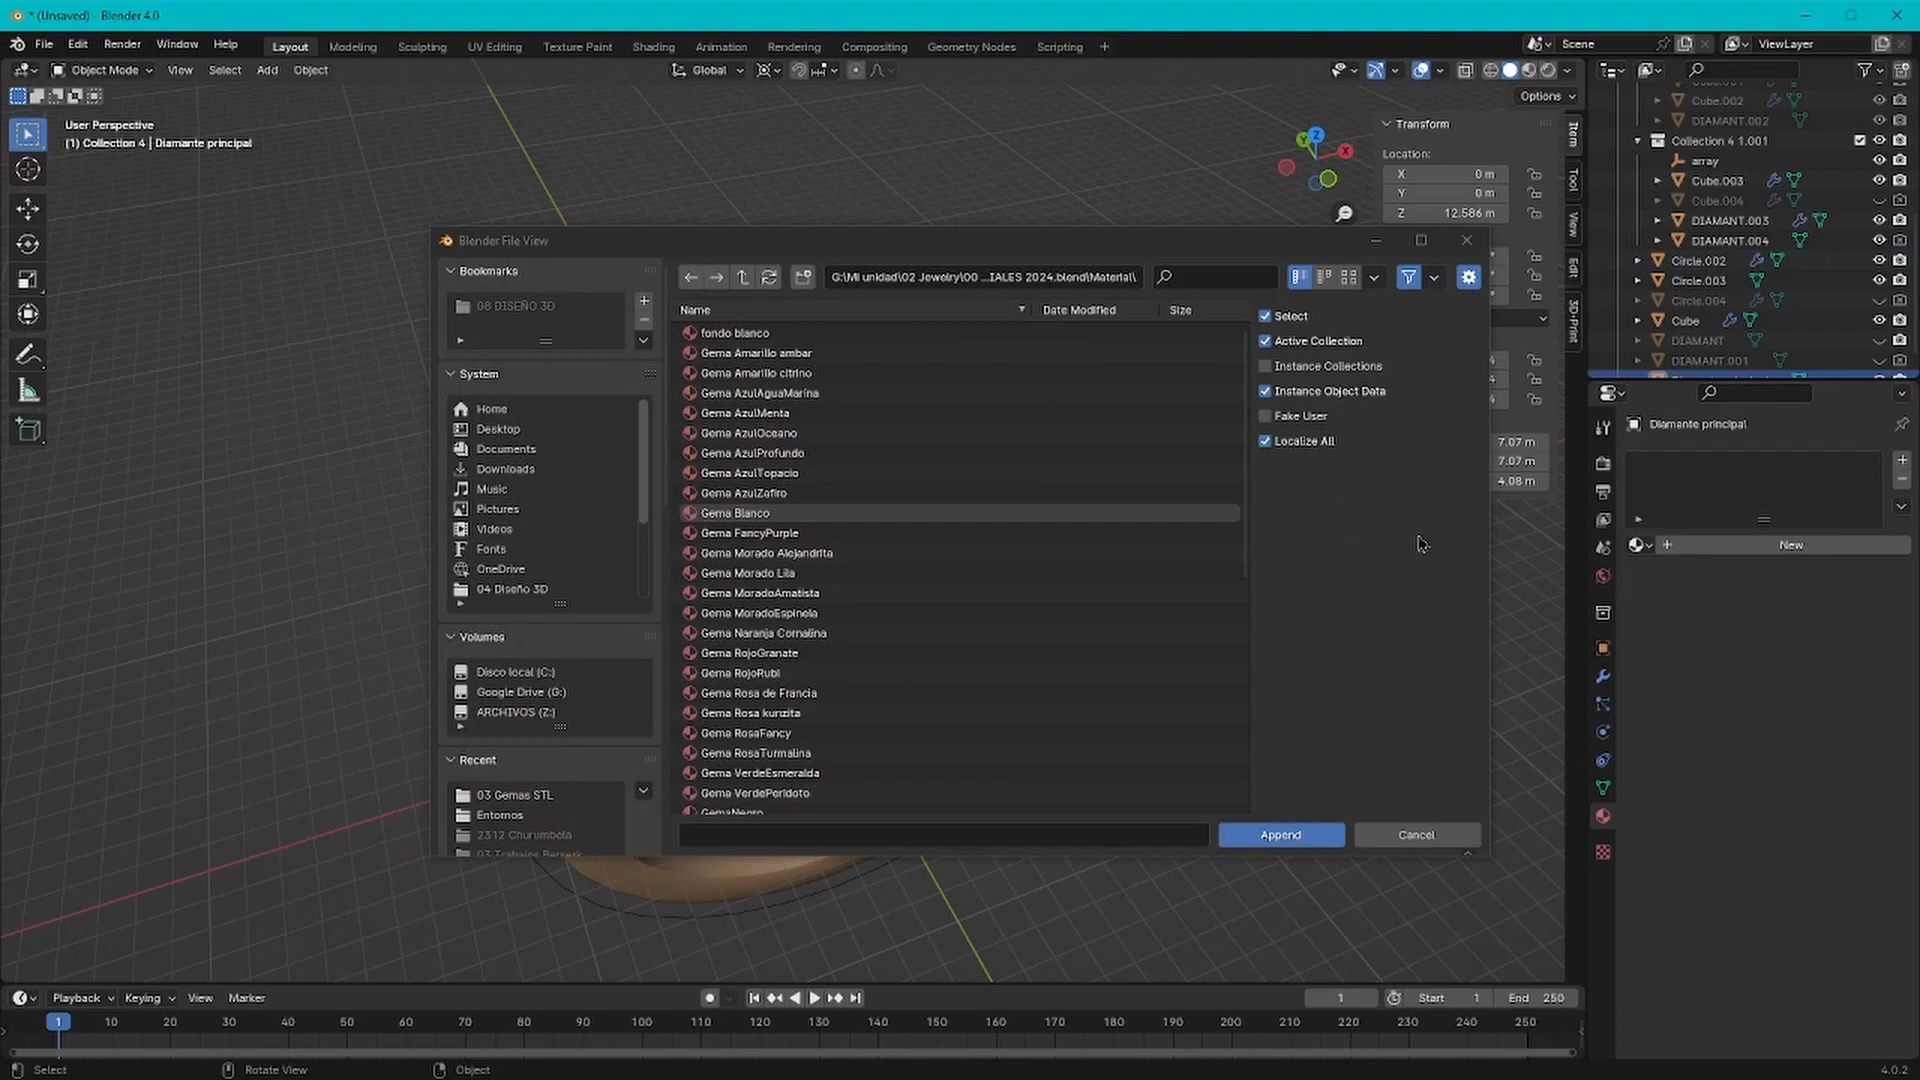 * (Unsaved) - Blender 4.0
File Edit Render Window Help
Layout Modeling Sculpting UV Editing Texture Paint Shading Animation Rendering Compositing Geometry Nodes Scripting +
Scene
ViewLayer
Object Mode View Select Add Object
Global
Options
User Perspective
(1) Collection 4 | Diamante principal
Z
X
Transform
Location:
X 0 m
Y 0 m
Z 12.586 m
7.07 m
7.07 m
4.08 m
Item
Tool
View
Edit
3D-Print
Cube.002
DIAMANT.002
Collection 4 1.001
array
Cube.003
Cube.004
DIAMANT.003
DIAMANT.004
Circle.002
Circle.003
Circle.004
Cube
DIAMANT
DIAMANT.001
Diamante principal
New
Blender File View
Bookmarks
08 DISEÑO 3D
System
Home
Desktop
Documents
Downloads
Music
Pictures
Videos
Fonts
OneDrive
04 Diseño 3D
Volumes
Disco local (C:)
Google Drive (G:)
ARCHIVOS (Z:)
Recent
03 Gemas STL
Entornos
2312 Churumbela
G:\Mi unidad\02 Jewelry\00 ...IALES 2024.blend\Material\
Name Date Modified Size
fondo blanco
Gema Amarillo ambar
Gema Amarillo citrino
Gema AzulAguaMarina
Gema AzulMenta
Gema AzulOceano
Gema AzulProfundo
Gema AzulTopacio
Gema AzulZafiro
Gema Blanco
Gema FancyPurple
Gema Morado Alejandrita
Gema Morado Lila
Gema MoradoAmatista
Gema MoradoEspinela
Gema Naranja Cornalina
Gema RojoGranate
Gema RojoRubi
Gema Rosa de Francia
Gema Rosa kunzita
Gema RosaFancy
Gema RosaTurmalina
Gema VerdeEsmeralda
Gema VerdePeridoto
GemaNegro
Select
Active Collection
Instance Collections
Instance Object Data
Fake User
Localize All
Append
Cancel
Playback Keying View Marker
1 Start 1 End 250
1 10 20 30 40 50 60 70 80 90 100 110 120 130 140 150 160 170 180 190 200 210 220 230 240 250
Select Rotate View Object
4.0.2